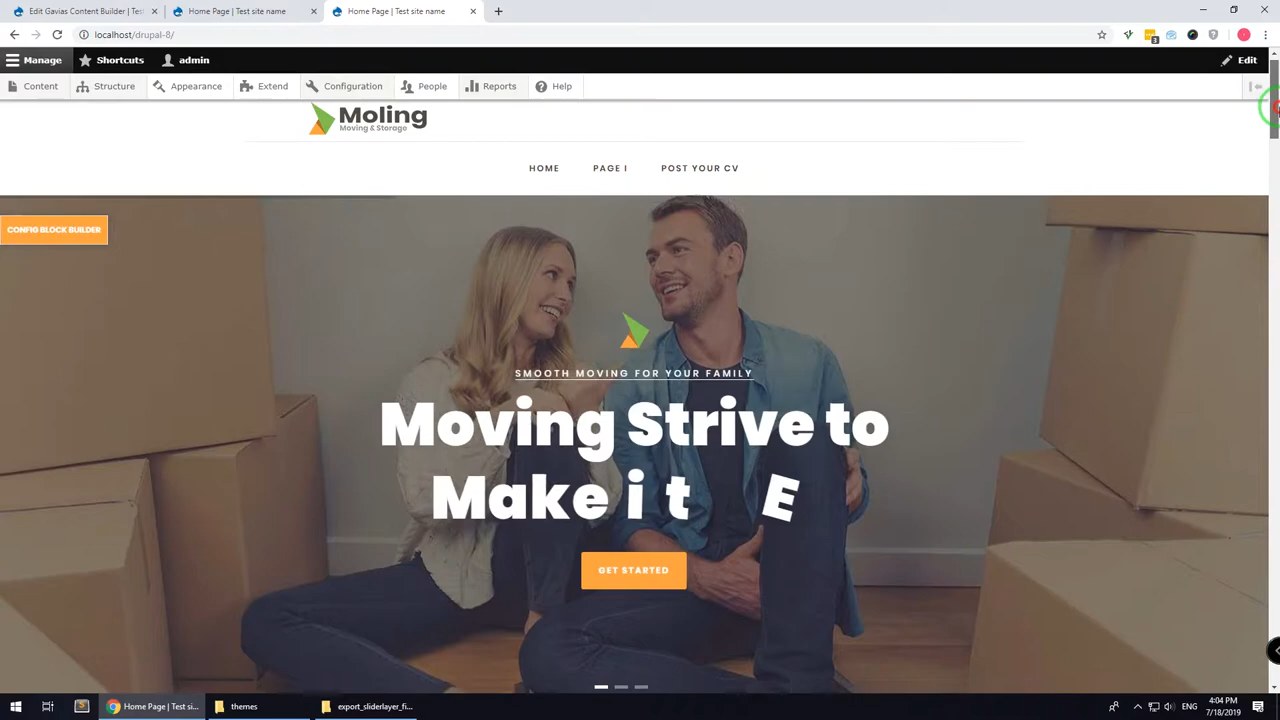 Edit Gavias Content Builder | Tes
Home Page | Test site name
Home Page | Test site name
localhost/drupal-8/
3
Manage
Shortcuts
admin
Edit
Content
Structure
Appearance
Extend
Configuration
People
Reports
Help
Moling
Moving & Storage
HOME
PAGE I
POST YOUR CV
CONFIG BLOCK BUILDER
SMOOTH MOVING FOR YOUR FAMILY
Moving Strive to
Make it E
GET STARTED
Home Page | Test si...
themes
export_sliderlayer_fi...
ENG
4:04 PM
7/18/2019